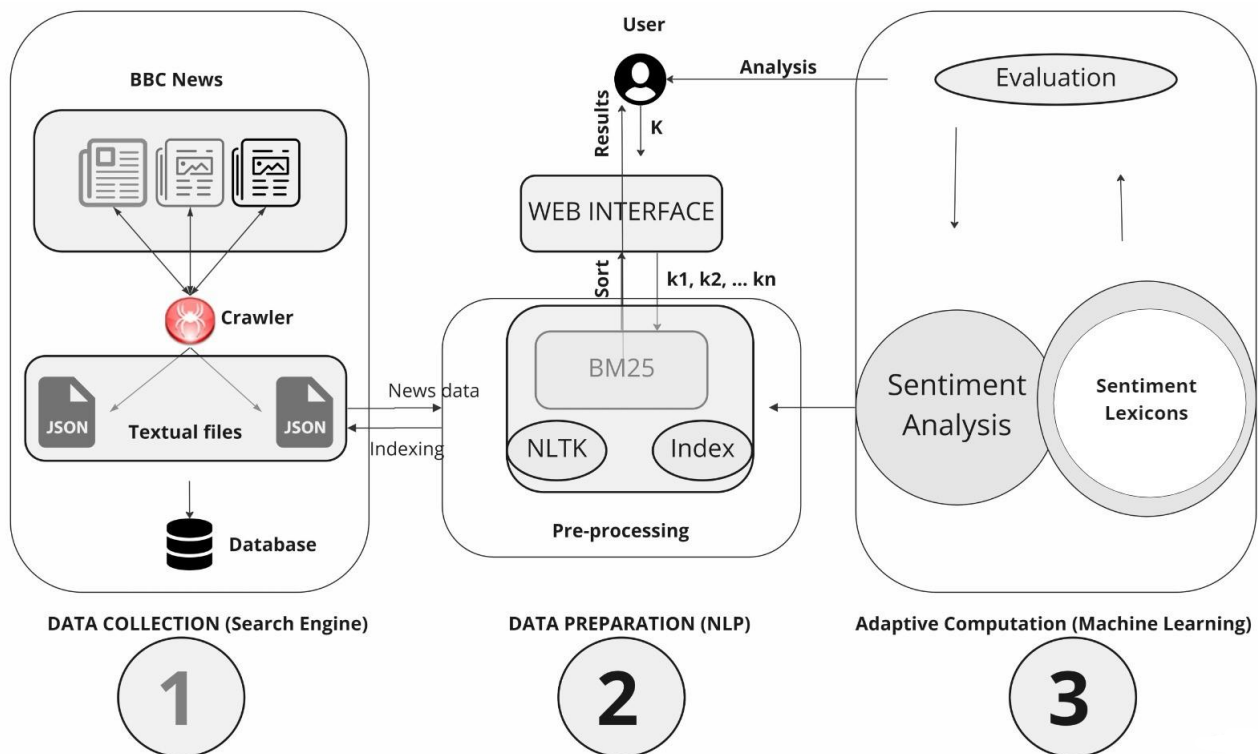 BBC News
Crawler
JSON
Textual files
JSON
Database
News data
Indexing
User
Analysis
Results
K
WEB INTERFACE
Sort
k1, k2, ... kn
BM25
NLTK
Index
Pre-processing
Evaluation
Sentiment
Analysis
Sentiment
Lexicons
DATA COLLECTION (Search Engine)
DATA PREPARATION (NLP)
Adaptive Computation (Machine Learning)
1
2
3